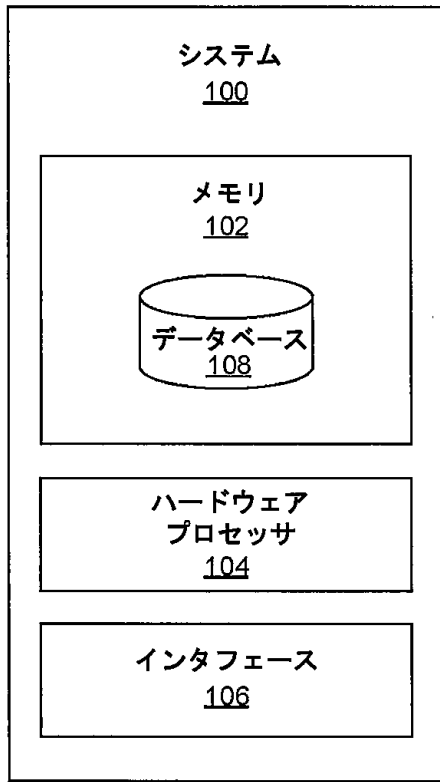 システム
100
メモリ
102
データベース
108
ハードウェア
プロセッサ
104
インタフェース
106